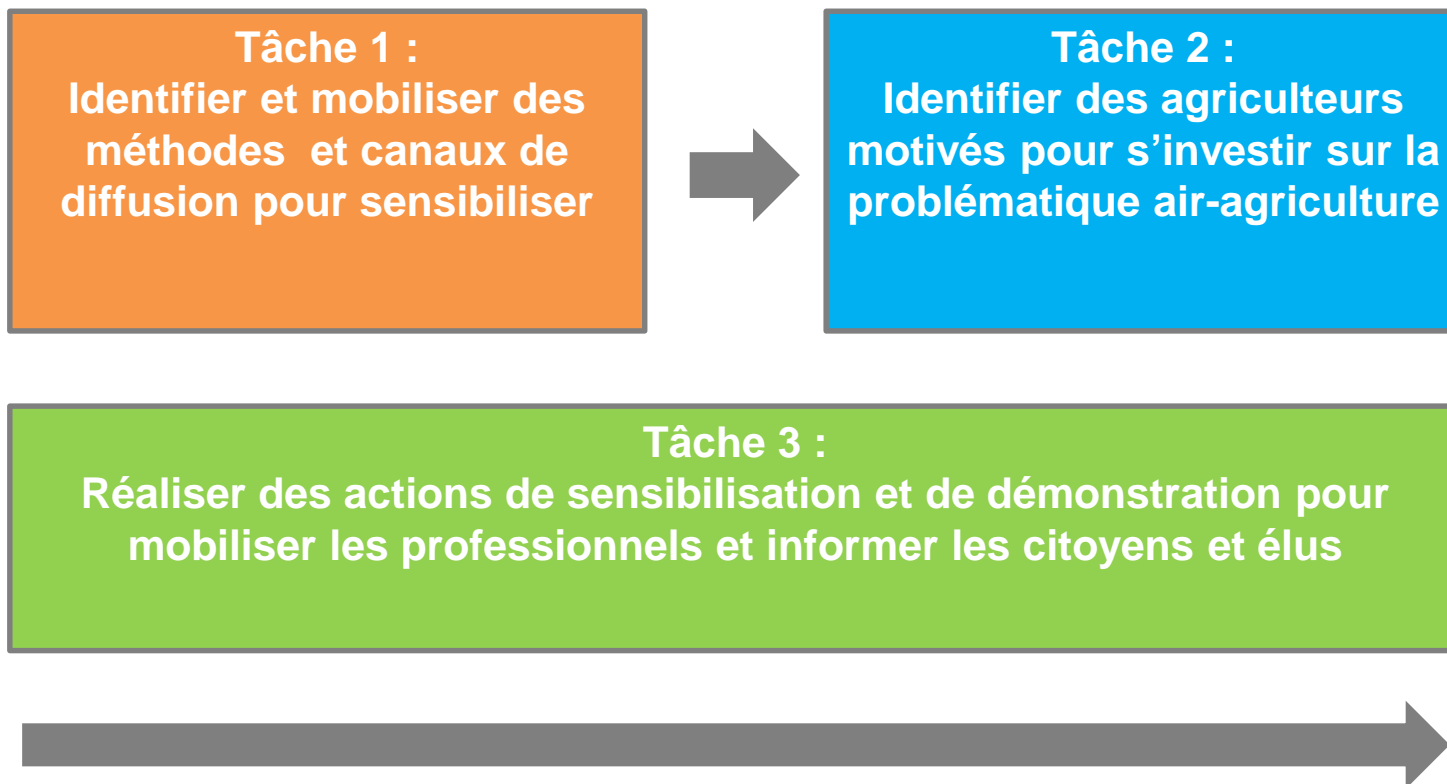 Tâche 1 :
Identifier et mobiliser des
méthodes et canaux de
diffusion pour sensibiliser
Tâche 2 :
Identifier des agriculteurs
motivés pour s’investir sur la
problématique air-agriculture
Tâche 3 :
Réaliser des actions de sensibilisation et de démonstration pour
mobiliser les professionnels et informer les citoyens et élus